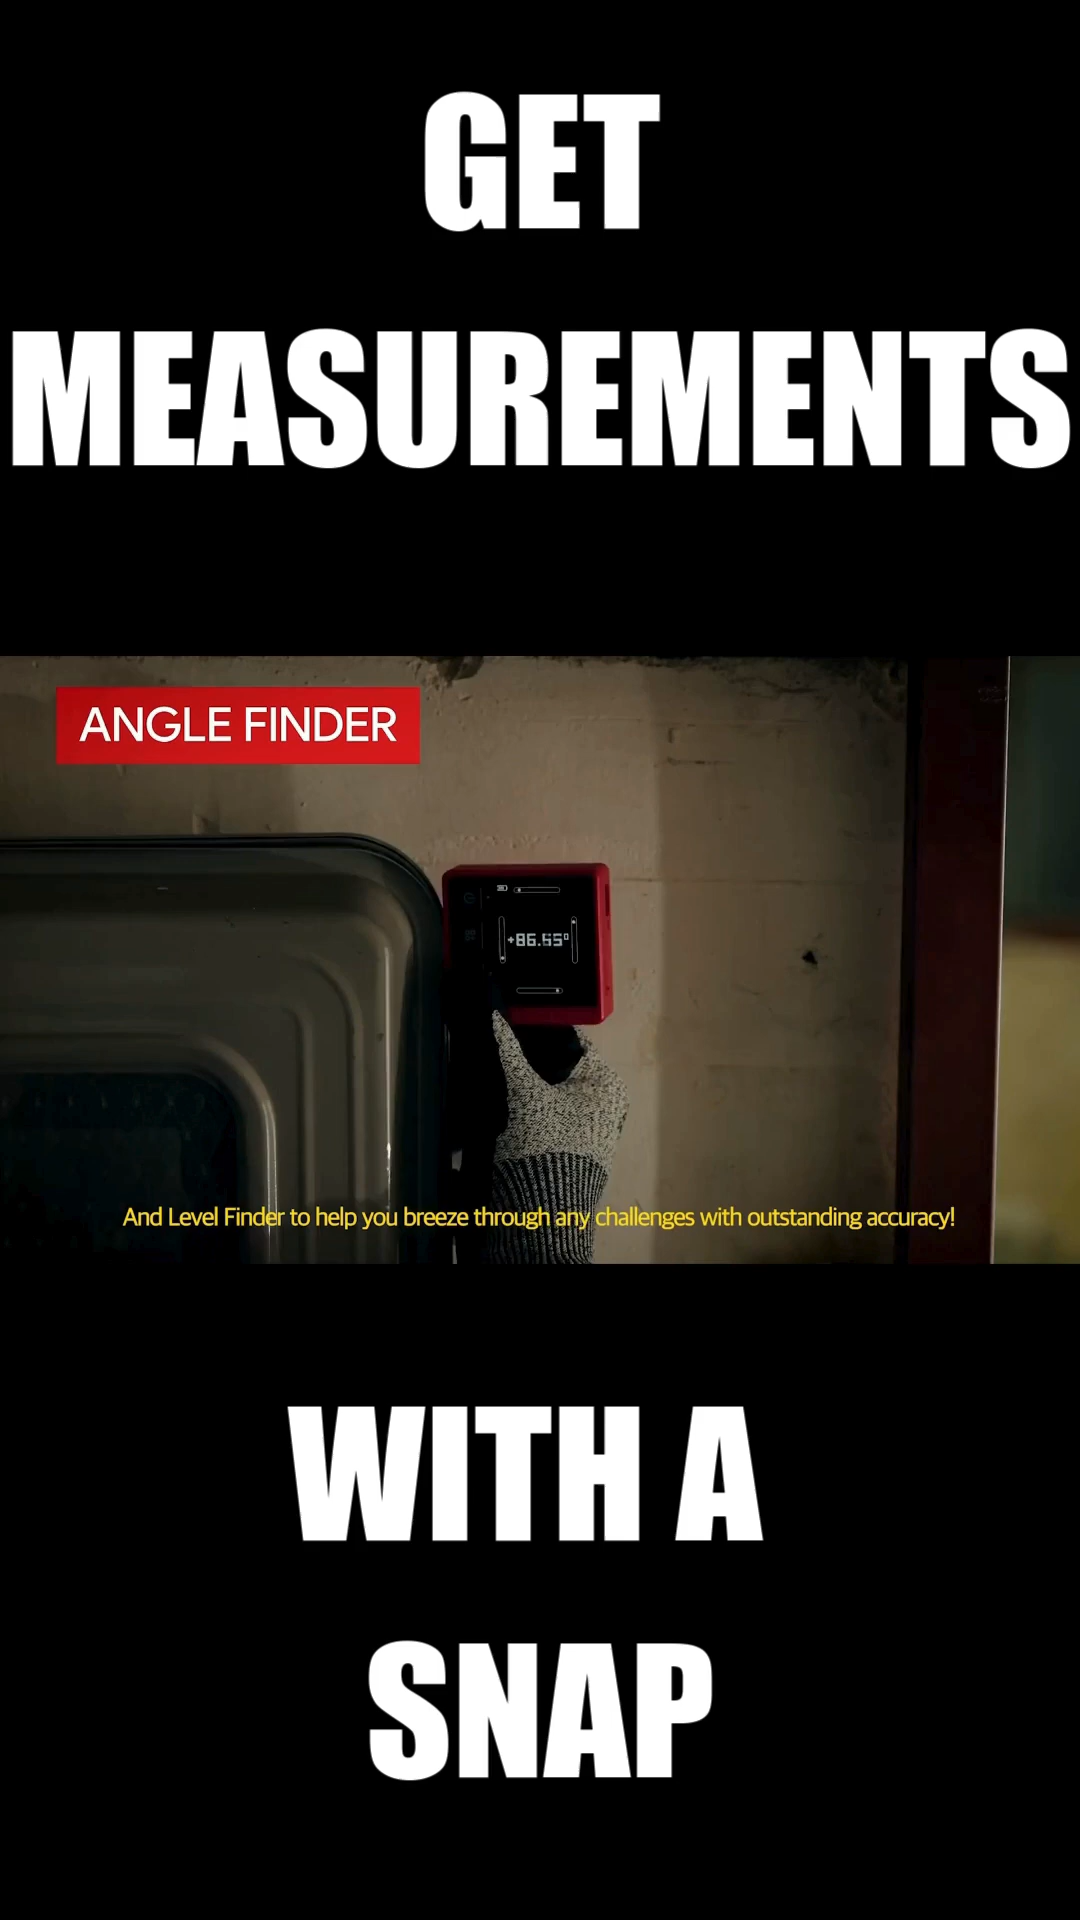 GET
MEASUREMENTS
ANGLE FINDER
+86.55°
And Level Finder to help you breeze through any challenges with outstanding accuracy!
WITH A
SNAP